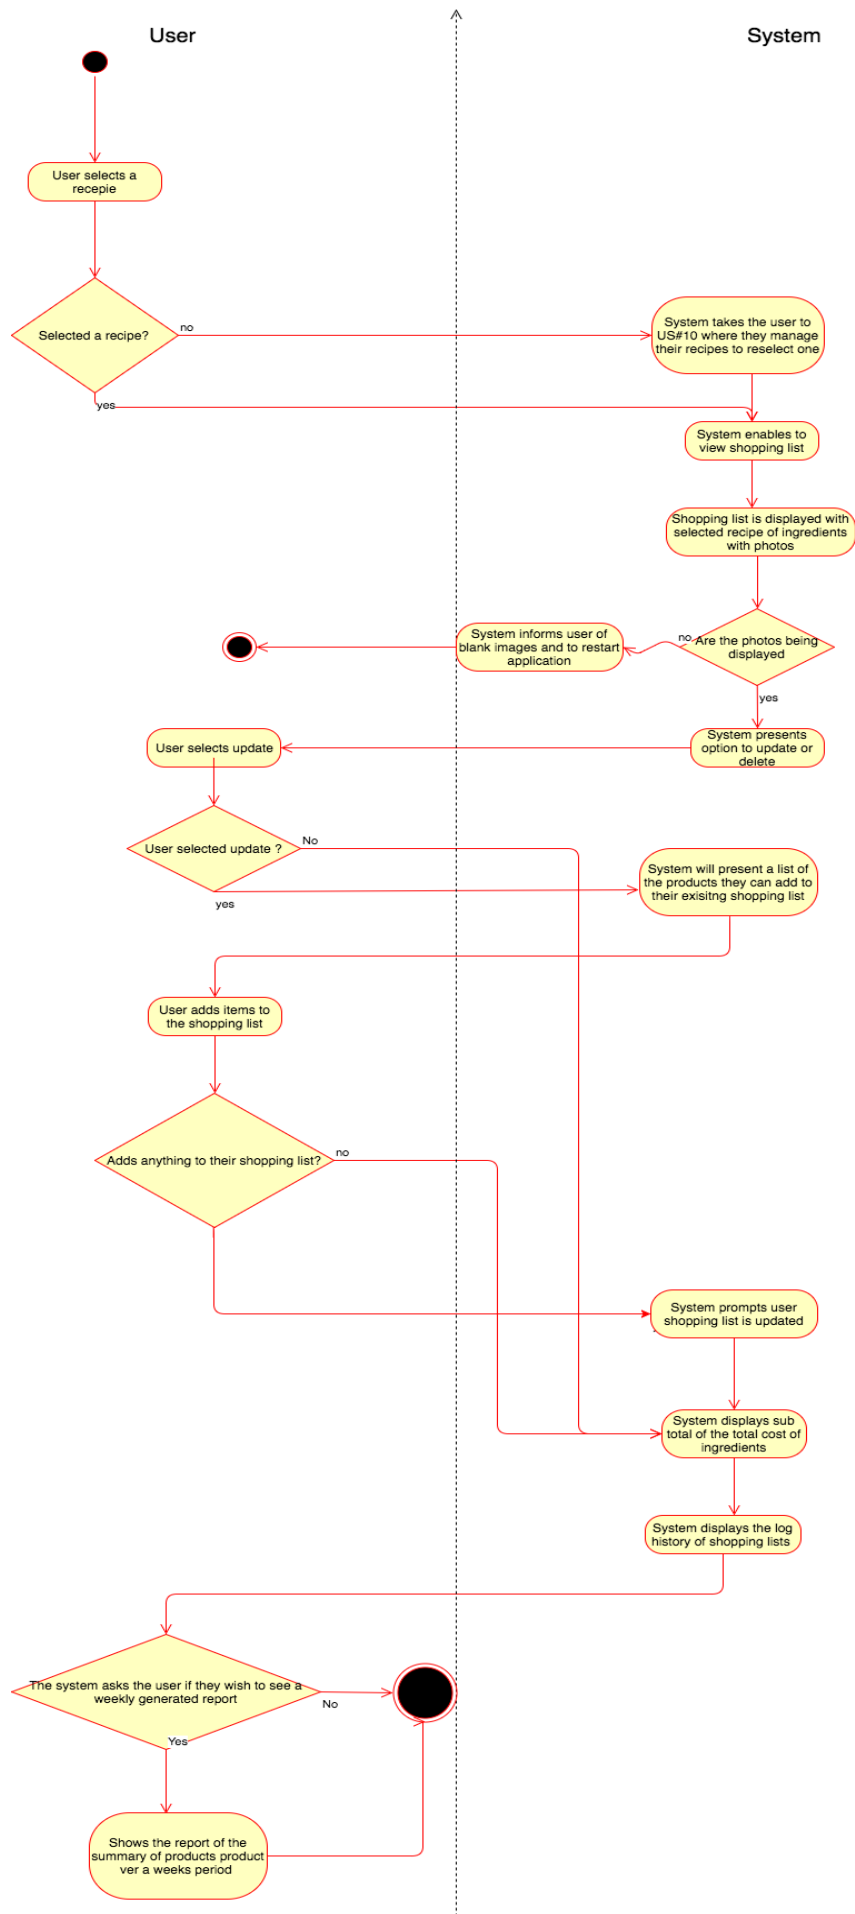 User
System
User selects a
recepie
Selected a recipe?
no
System takes the user to
US#10 where they manage
their recipes to reselect one
yes
System enables to
view shopping list
Shopping list is displayed with
selected recipe of ingredients
with photos
Are the photos being
displayed
no
System informs user of
blank images and to restart
application
yes
System presents
option to update or
delete
User selects update
User selected update ?
No
yes
System will present a list of
the products they can add to
their exisitng shopping list
User adds items to
the shopping list
Adds anything to their shopping list?
no
System prompts user
shopping list is updated
System displays sub
total of the total cost of
ingredients
System displays the log
history of shopping lists
The system asks the user if they wish to see a
weekly generated report
No
Yes
Shows the report of the
summary of products product
ver a weeks period